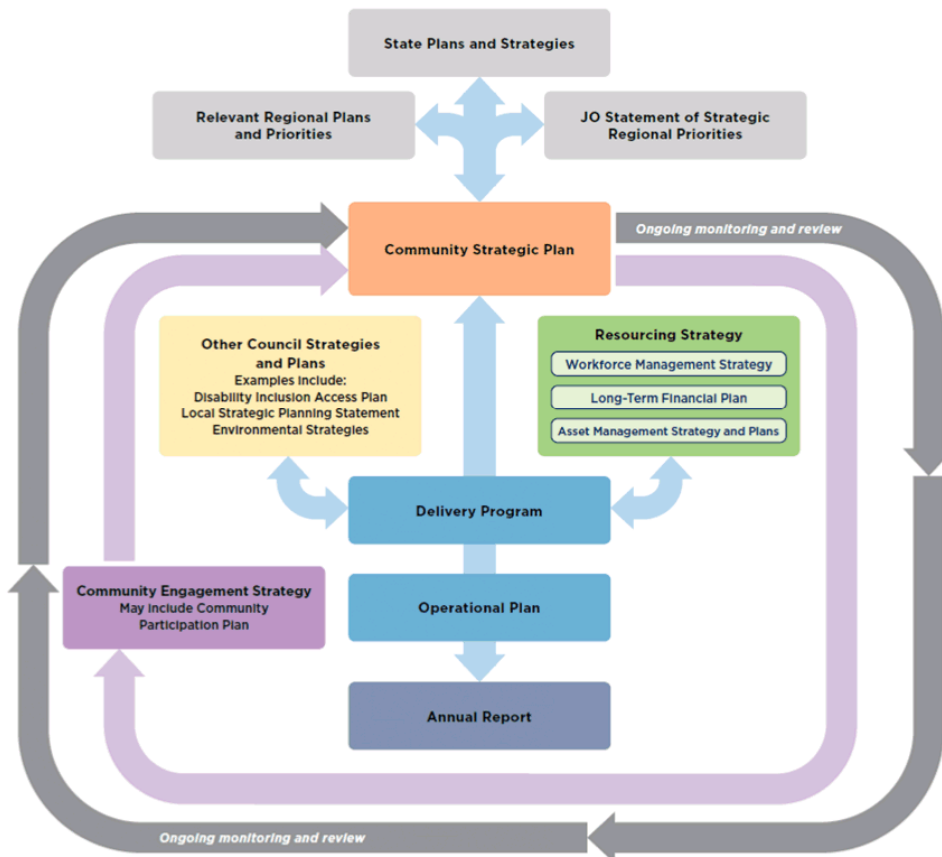 State Plans and Strategies
Relevant Regional Plans
and Priorities
JO Statement of Strategic
Regional Priorities
Community Strategic Plan
Ongoing monitoring and review
Other Council Strategies
and Plans
Examples include:
Disability Inclusion Access Plan
Local Strategic Planning Statement
Environmental Strategies
Resourcing Strategy
Workforce Management Strategy
Long-Term Financial Plan
Asset Management Strategy and Plans
Delivery Program
Community Engagement Strategy
May include Community
Participation Plan
Operational Plan
Annual Report
Ongoing monitoring and review